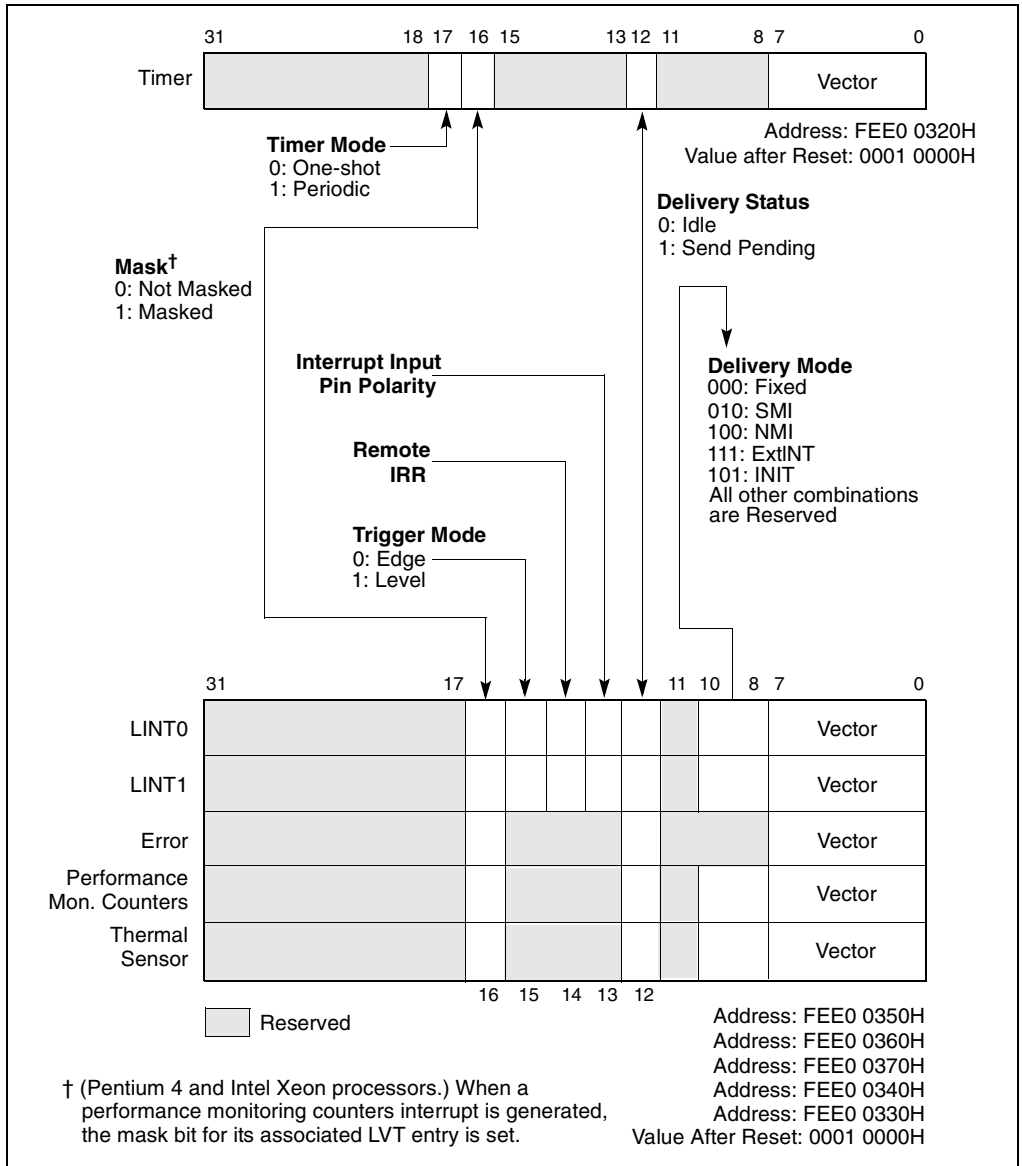 31 18 17 16 15 13 12 11 8 7 0
Timer
Vector
Address: FEE0 0320H
Value after Reset: 0001 0000H
Timer Mode
0: One-shot
1: Periodic
Delivery Status
0: Idle
1: Send Pending
Mask†
0: Not Masked
1: Masked
Interrupt Input
Pin Polarity
Delivery Mode
000: Fixed
010: SMI
100: NMI
111: ExtlNT
101: INIT
All other combinations
are Reserved
Remote
IRR
Trigger Mode
0: Edge
1: Level
31 17 11 10 8 7 0
LINT0 Vector
LINT1 Vector
Error Vector
Performance
Mon. Counters
Vector
Thermal
Sensor
Vector
16 15 14 13 12
Reserved
Address: FEE0 0350H
Address: FEE0 0360H
Address: FEE0 0370H
Address: FEE0 0340H
Address: FEE0 0330H
Value After Reset: 0001 0000H
† (Pentium 4 and Intel Xeon processors.) When a
performance monitoring counters interrupt is generated,
the mask bit for its associated LVT entry is set.